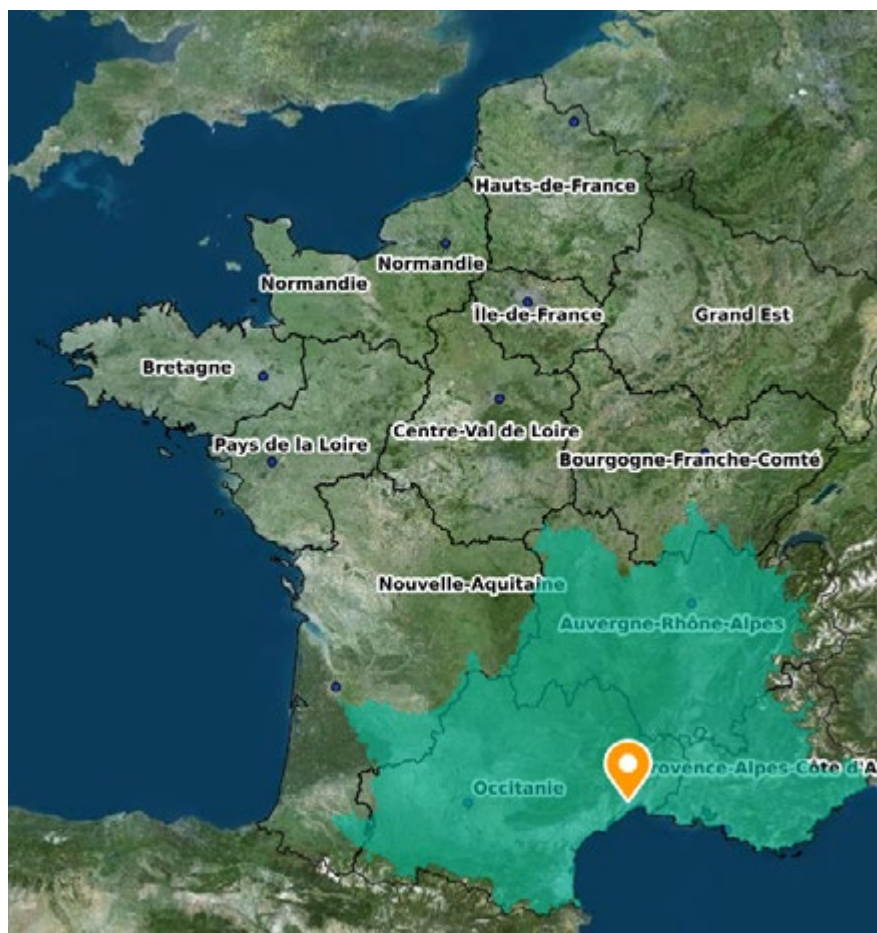 Hauts-de-France
Normandie
Normandie
Île-de-France
Grand Est
Bretagne
Pays de la Loire
Centre-Val de Loire
Bourgogne-Franche-Comté
Nouvelle-Aquitaine
Auvergne-Rhône-Alpes
rovence-Alpes-Côte d'A
Occitanie